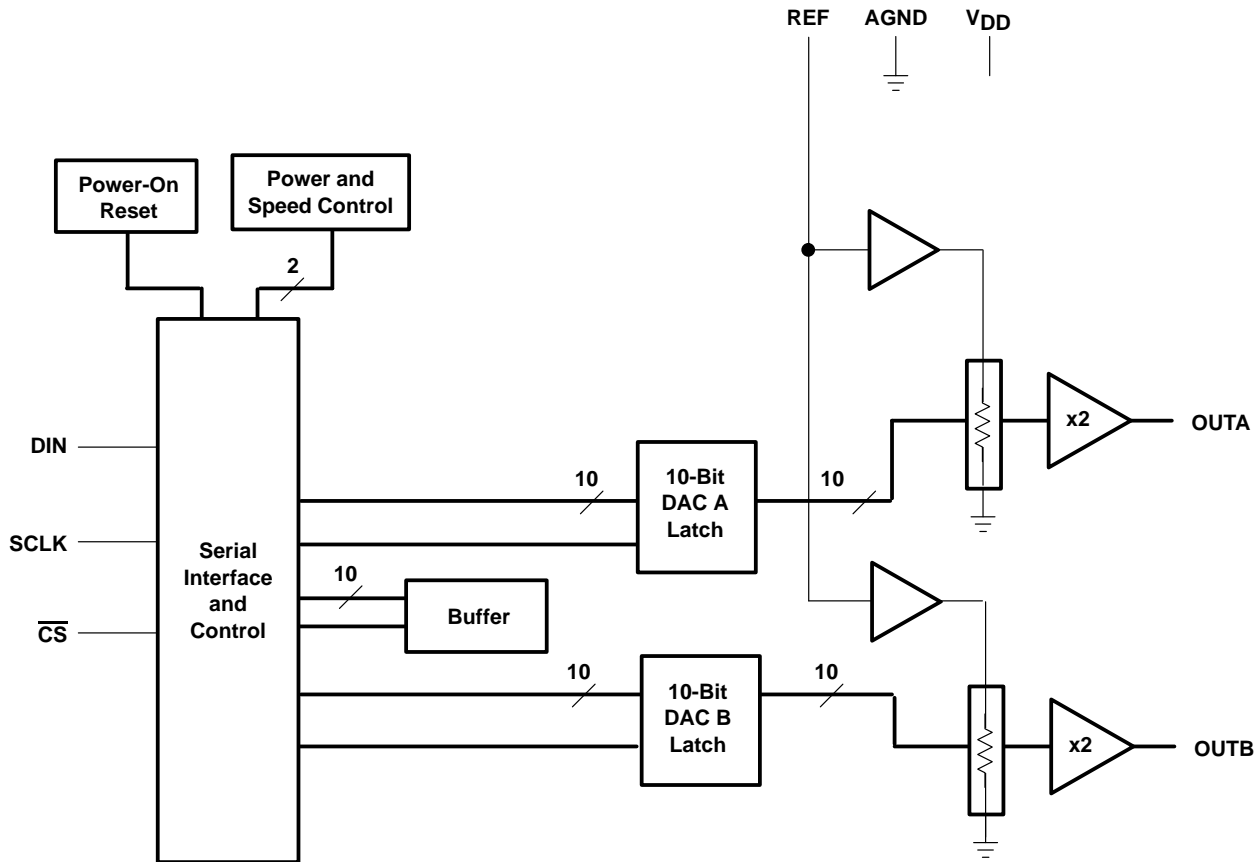 REF AGND VDD
Power-On
Reset
Power and
Speed Control
2
x2
OUTA
DIN
10
10-Bit
DAC A
Latch
10
SCLK
Serial
Interface
and
Control
10
Buffer
CS
10
10-Bit
DAC B
Latch
10
x2
OUTB